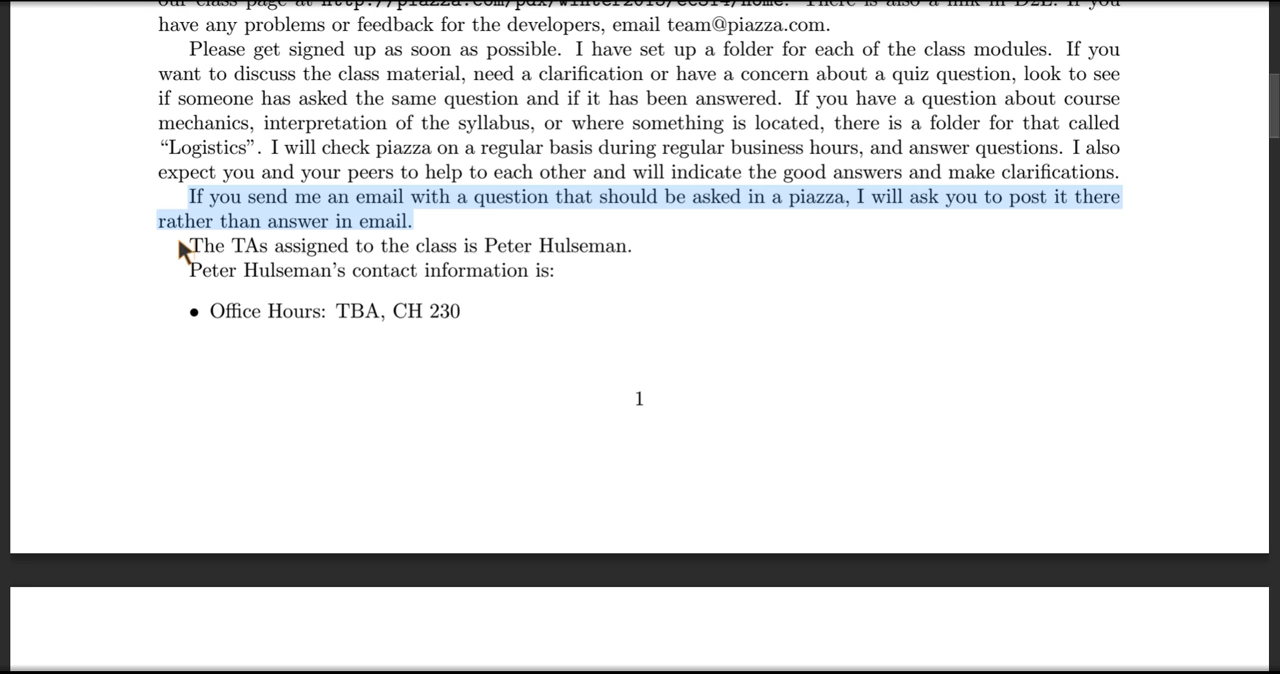 have any problems or feedback for the developers, email team@piazza.com.
Please get signed up as soon as possible. I have set up a folder for each of the class modules. If you
want to discuss the class material, need a clarification or have a concern about a quiz question, look to see
if someone has asked the same question and if it has been answered. If you have a question about course
mechanics, interpretation of the syllabus, or where something is located, there is a folder for that called
“Logistics”. I will check piazza on a regular basis during regular business hours, and answer questions. I also
expect you and your peers to help to each other and will indicate the good answers and make clarifications.
If you send me an email with a question that should be asked in a piazza, I will ask you to post it there
rather than answer in email.
The TAs assigned to the class is Peter Hulseman.
Peter Hulseman’s contact information is:
• Office Hours: TBA, CH 230
1